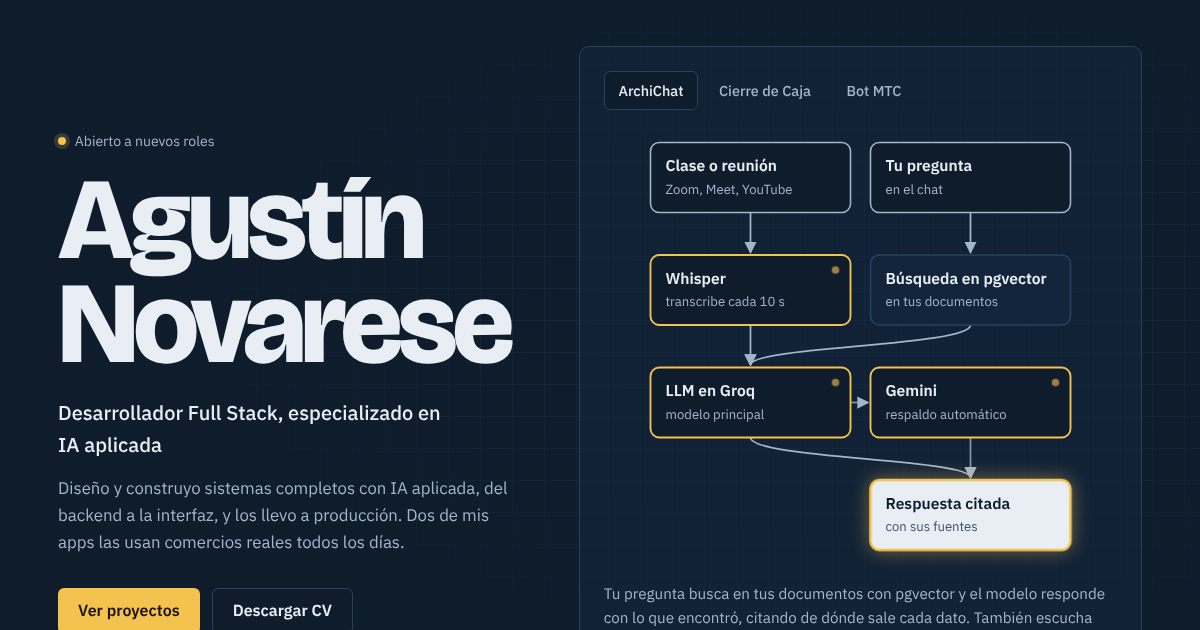 Abierto a nuevos roles
Agustín
Novarese
Desarrollador Full Stack, especializado en
IA aplicada
Diseño y construyo sistemas completos con IA aplicada, del
backend a la interfaz, y los llevo a producción. Dos de mis
apps las usan comercios reales todos los días.
Ver proyectos
Descargar CV
ArchiChat
Cierre de Caja
Bot MTC
Clase o reunión
Zoom, Meet, YouTube
Tu pregunta
en el chat
Whisper
transcribe cada 10 s
Búsqueda en pgvector
en tus documentos
LLM en Groq
modelo principal
Gemini
respaldo automático
Respuesta citada
con sus fuentes
Tu pregunta busca en tus documentos con pgvector y el modelo responde
con lo que encontró, citando de dónde sale cada dato. También escucha